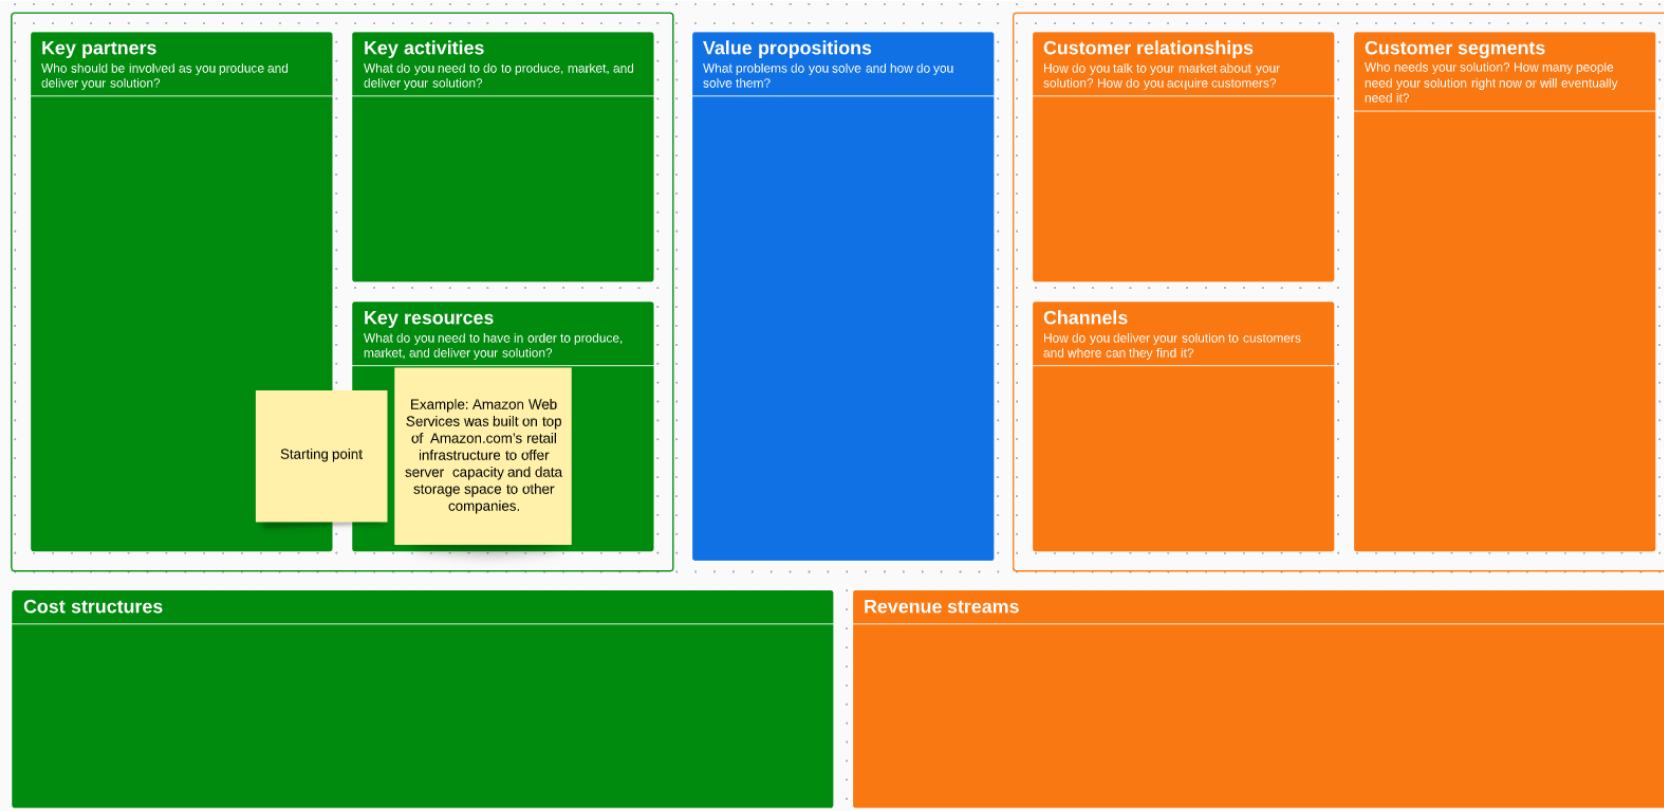 Key partners
Who should be involved as you produce and
deliver your solution?
Key activities
What do you need to do to produce, market, and
deliver your solution?
Key resources
What do you need to have in order to produce,
market, and deliver your solution?
Starting point
Example: Amazon Web
Services was built on top
of  Amazon.com's retail
infrastructure to offer
server  capacity and data
storage space to other
companies.
Value propositions
What problems do you solve and how do you
solve them?
Customer relationships
How do you talk to your market about your
solution? How do you acquire customers?
Channels
How do you deliver your solution to customers
and where can they find it?
Customer segments
Who needs your solution? How many people
need your solution right now or will eventually
need it?
Cost structures
Revenue streams